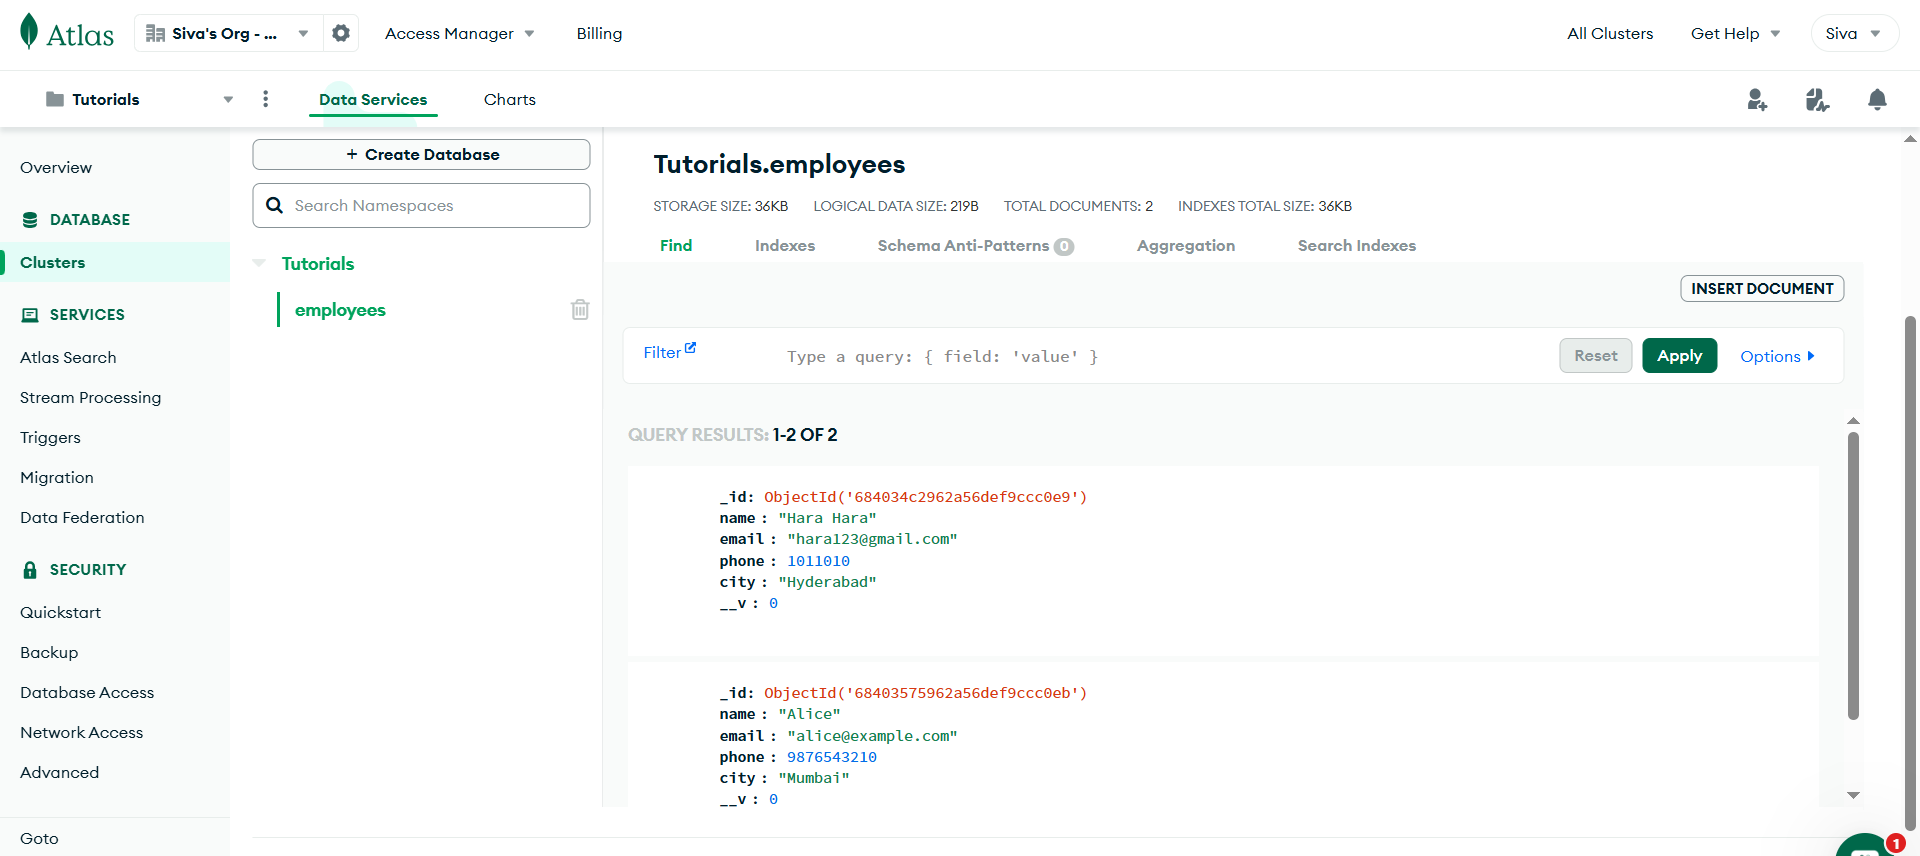 Atlas
Siva's Org - ...
Access Manager
Billing
All Clusters
Get Help
Siva
Tutorials
Data Services
Charts
Overview
DATABASE
Clusters
SERVICES
Atlas Search
Stream Processing
Triggers
Migration
Data Federation
SECURITY
Quickstart
Backup
Database Access
Network Access
Advanced
Goto
+ Create Database
Search Namespaces
Tutorials
employees
Tutorials.employees
STORAGE SIZE: 36KB LOGICAL DATA SIZE: 219B TOTAL DOCUMENTS: 2 INDEXES TOTAL SIZE: 36KB
Find Indexes Schema Anti-Patterns 0 Aggregation Search Indexes
INSERT DOCUMENT
Filter Type a query: { field: 'value' } Reset Apply Options
QUERY RESULTS: 1-2 OF 2
_id: ObjectId('684034c2962a56def9ccc0e9')
name : "Hara Hara"
email : "hara123@gmail.com"
phone : 1011010
city : "Hyderabad"
__v : 0
_id: ObjectId('68403575962a56def9ccc0eb')
name : "Alice"
email : "alice@example.com"
phone : 9876543210
city : "Mumbai"
__v : 0
1